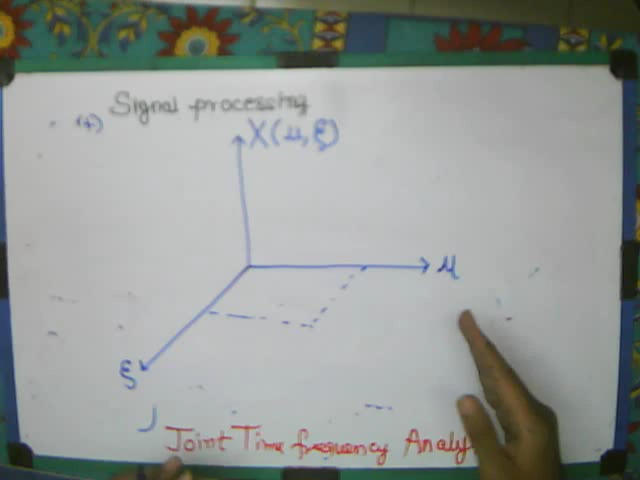 Signal processing
(f)
X(μ, ξ)
μ
ξ
Joint Time frequency Analy